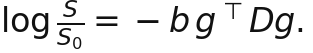 log S/S₀ = − b g ᵀ Dg.